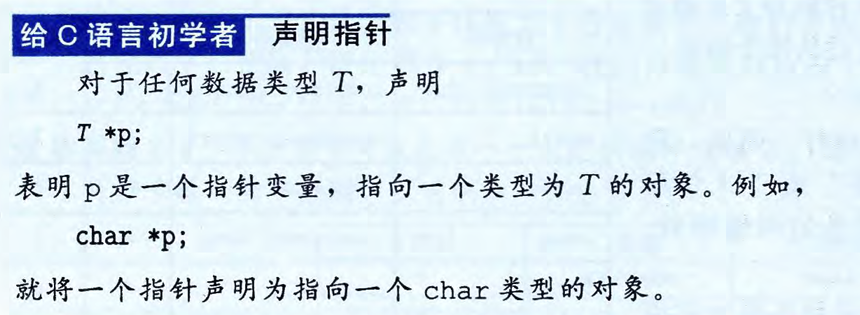 给 C 语言初学者 声明指针
对于任何数据类型 T，声明
T *p;
表明 p 是一个指针变量，指向一个类型为 T 的对象。例如，
char *p;
就将一个指针声明为指向一个 char 类型的对象。